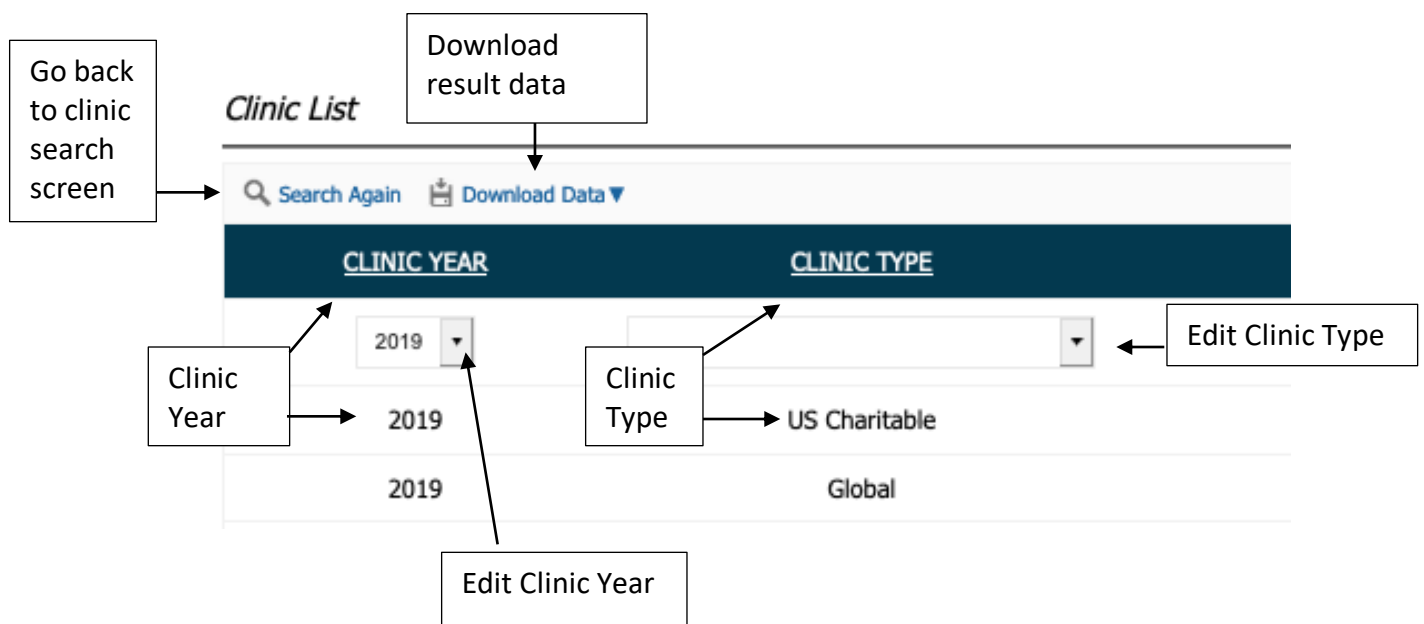 Download
result data
Go back
to clinic
search
screen
Clinic List
Search Again Download Data▼
CLINIC YEAR CLINIC TYPE
2019
Edit Clinic Type
Clinic
Year
Clinic
Type
2019 US Charitable
2019 Global
Edit Clinic Year